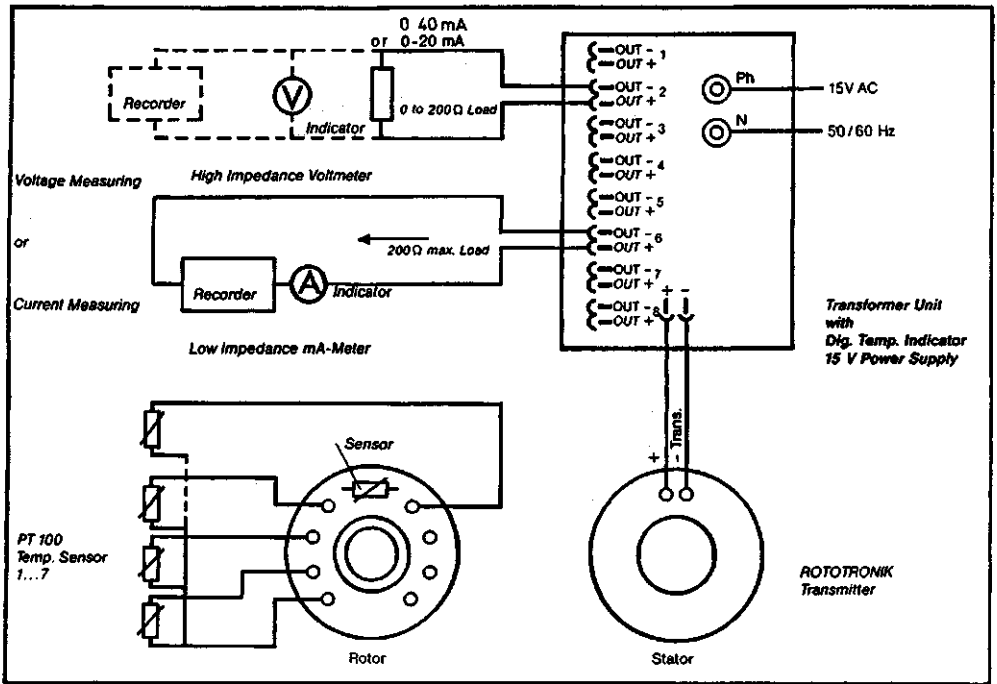 0 40 mA
or 0-20 mA
Recorder
V
Indicator
0 to 200Ω Load
Voltage Measuring
High Impedance Voltmeter
or
200Ω max. Load
Recorder
A
Indicator
Current Measuring
Low Impedance mA-Meter
OUT - 1
OUT +
OUT - 2
OUT +
OUT - 3
OUT +
OUT - 4
OUT +
OUT - 5
OUT +
OUT - 6
OUT +
OUT - 7
OUT +
OUT - 8
OUT +
+ -
Ph
15V AC
N
50/60 Hz
Transformer Unit
with
Dig. Temp. Indicator
15 V Power Supply
Sensor
PT 100
Temp. Sensor
1...7
Rotor
+ - Trans.
Stator
ROTOTRONIK
Transmitter